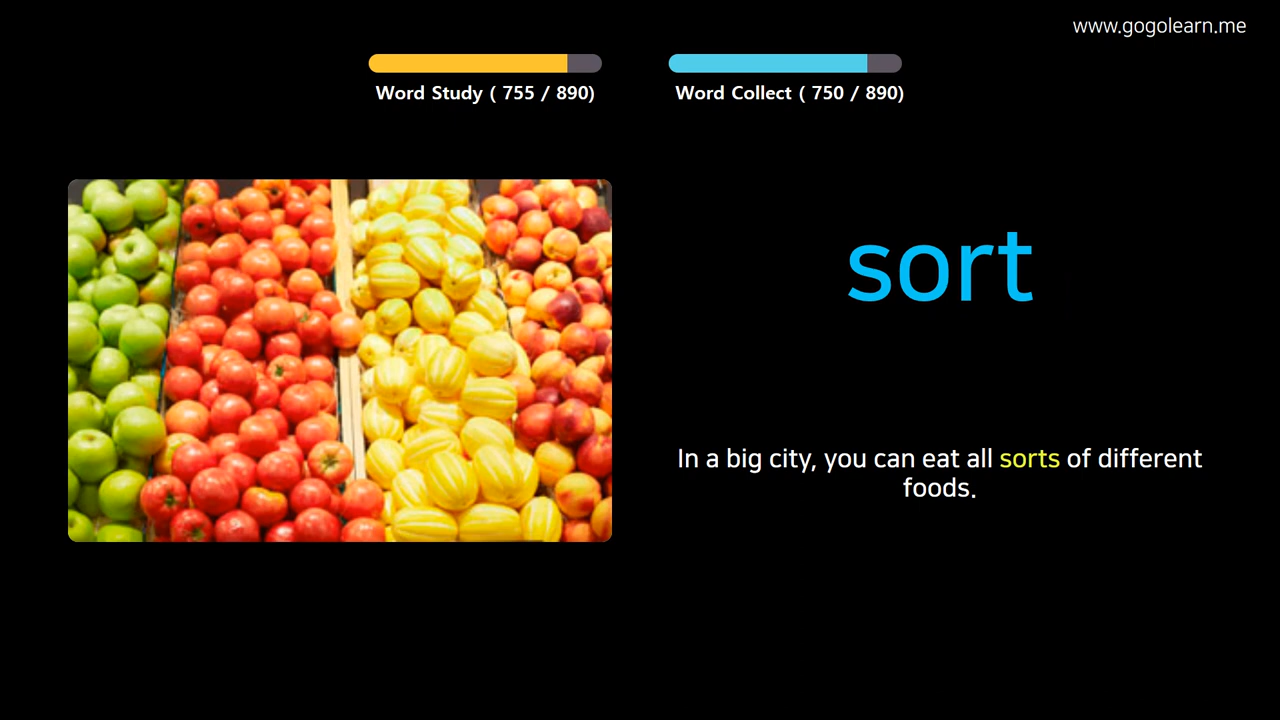 www.gogolearn.me
Word Study ( 755 / 890)
Word Collect ( 750 / 890)
sort
In a big city, you can eat all sorts of different
foods.